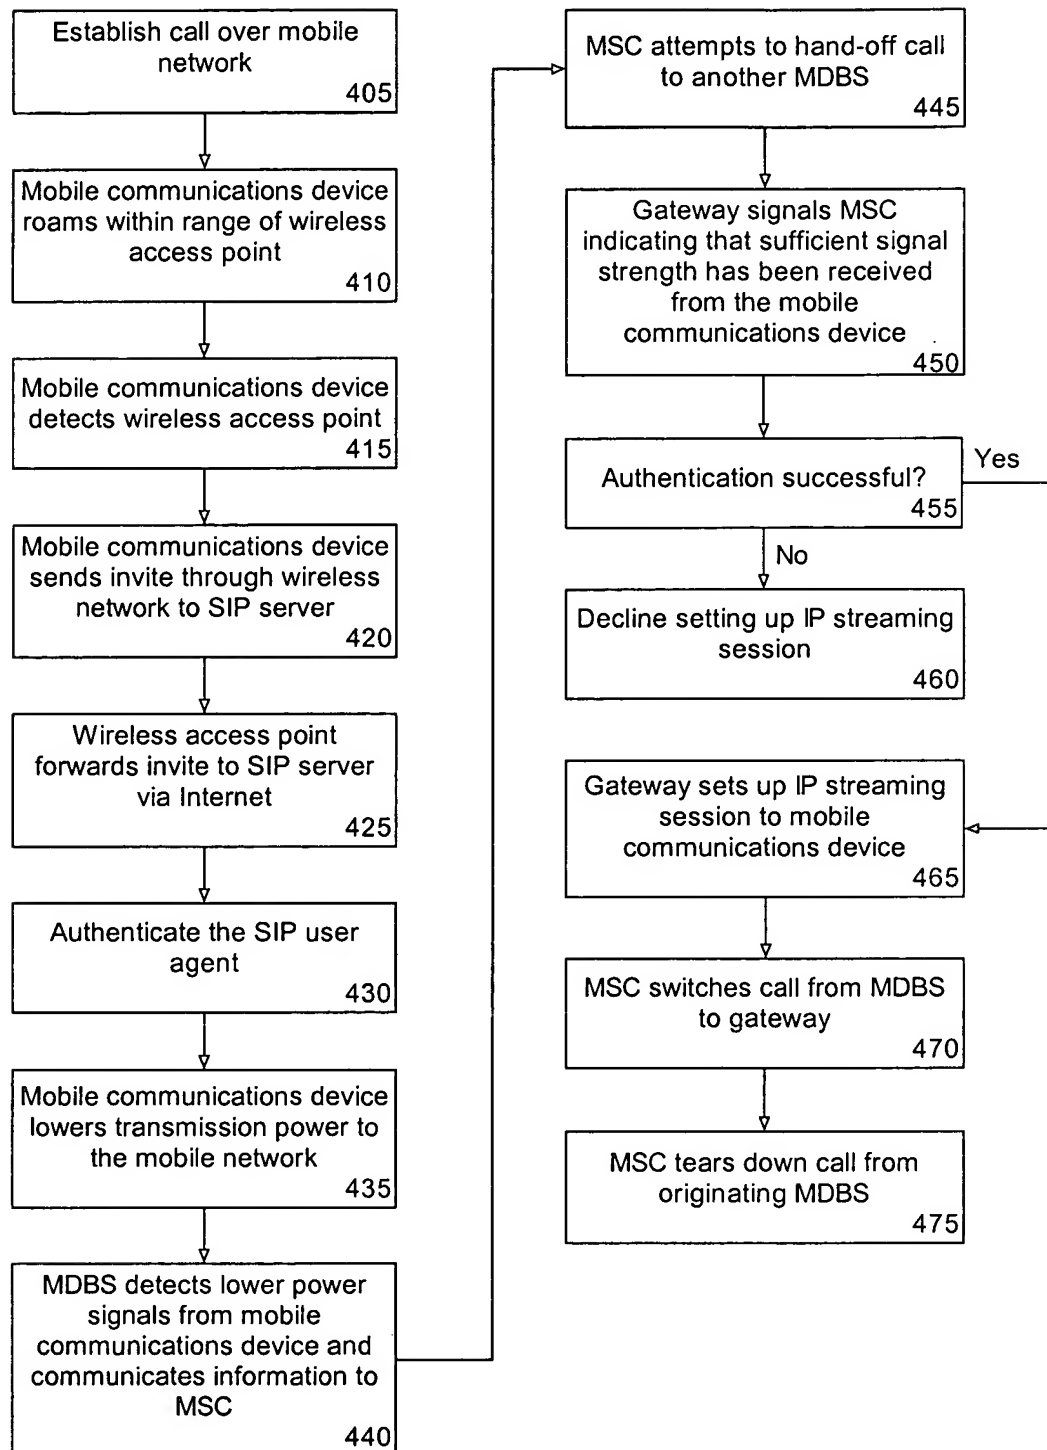 Establish call over mobile
network
405
Mobile communications device
roams within range of wireless
access point
410
Mobile communications device
detects wireless access point
415
Mobile communications device
sends invite through wireless
network to SIP server
420
Wireless access point
forwards invite to SIP server
via Internet
425
Authenticate the SIP user
agent
430
Mobile communications device
lowers transmission power to
the mobile network
435
MDBS detects lower power
signals from mobile
communications device and
communicates information to
MSC
440
MSC attempts to hand-off call
to another MDBS
445
Gateway signals MSC
indicating that sufficient signal
strength has been received
from the mobile
communications device
450
Authentication successful?
455
Yes
No
Decline setting up IP streaming
session
460
Gateway sets up IP streaming
session to mobile
communications device
465
MSC switches call from MDBS
to gateway
470
MSC tears down call from
originating MDBS
475